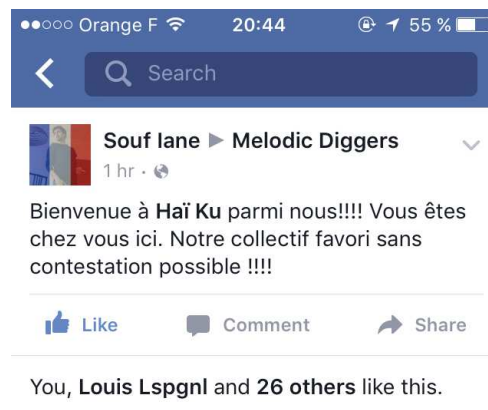 Orange F 20:44 55 %
Search
Souf Iane ▶ Melodic Diggers
1 hr ·
Bienvenue à Haï Ku parmi nous!!!! Vous êtes
chez vous ici. Notre collectif favori sans
contestation possible !!!!
Like Comment Share
You, Louis Lspgnl and 26 others like this.